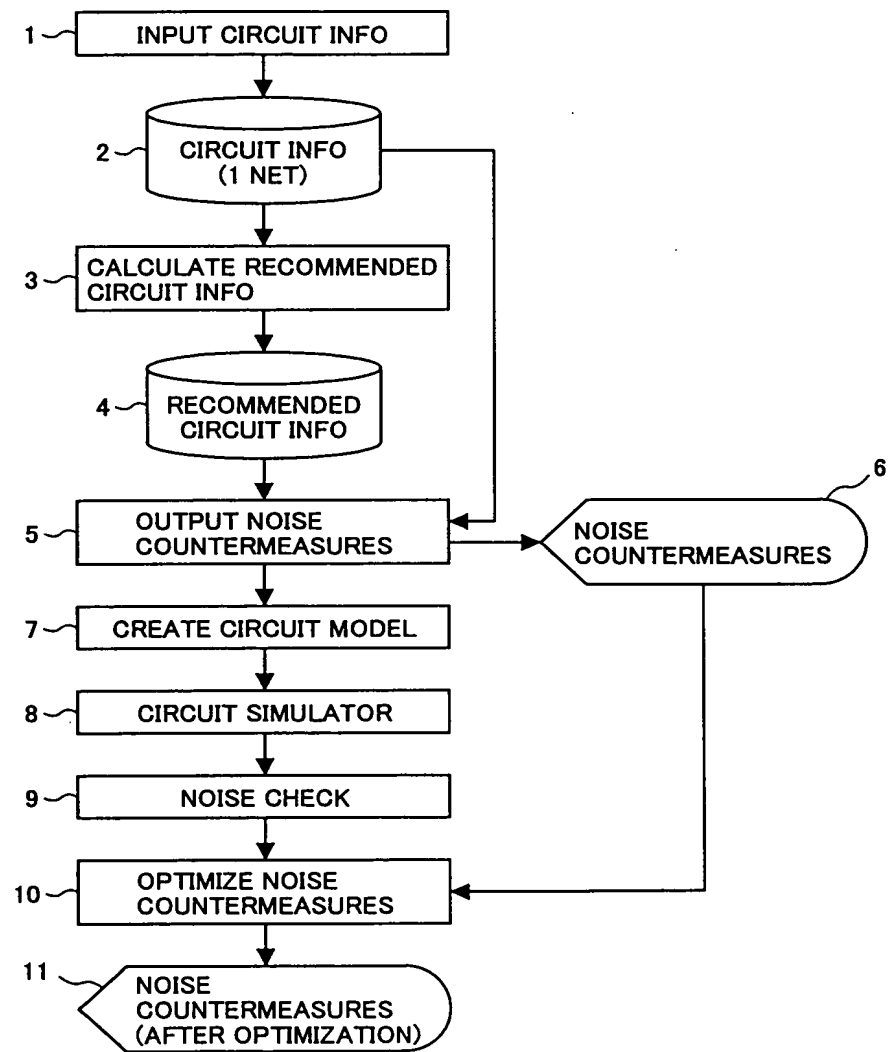 1
INPUT CIRCUIT INFO
2
CIRCUIT INFO
(1 NET)
3
CALCULATE RECOMMENDED
CIRCUIT INFO
4
RECOMMENDED
CIRCUIT INFO
5
OUTPUT NOISE
COUNTERMEASURES
6
NOISE
COUNTERMEASURES
7
CREATE CIRCUIT MODEL
8
CIRCUIT SIMULATOR
9
NOISE CHECK
10
OPTIMIZE NOISE
COUNTERMEASURES
11
NOISE
COUNTERMEASURES
(AFTER OPTIMIZATION)